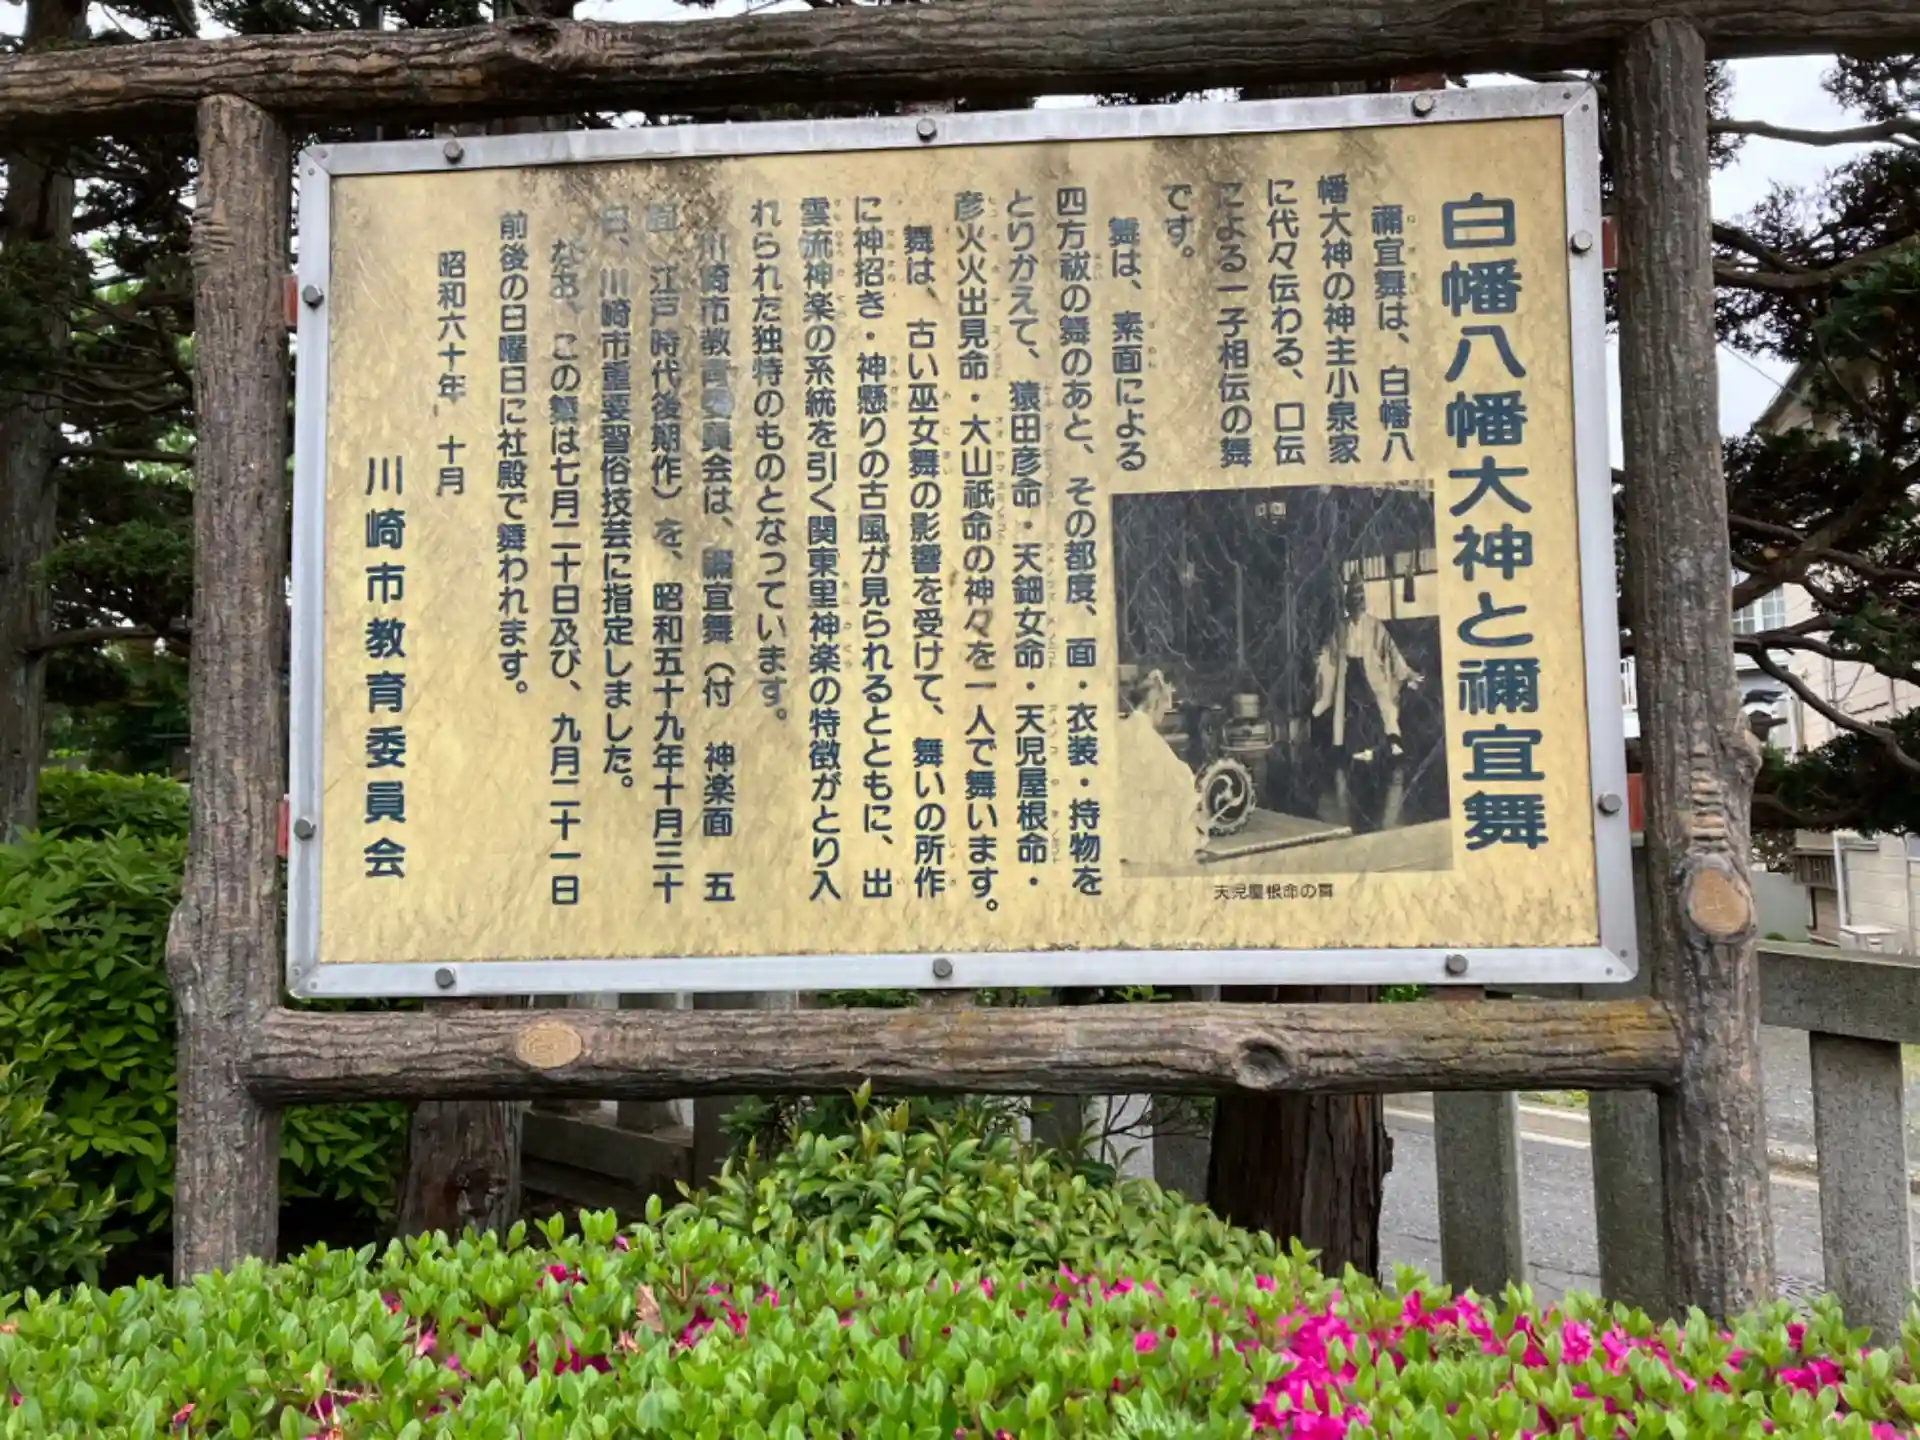 白幡八幡大神と禰宜舞
禰宜舞は、白幡八
幡大神の神主小泉家
に代々伝わる、口伝
による一子相伝の舞
です。
舞は、素面による
四方祓の舞のあと、その都度、面・衣装・持物を
とりかえて、猿田彦命・天鈿女命・天児屋根命・
彦火火出見命・大山祇命の神々を一人で舞います。
舞は、古い巫女舞の影響を受けて、舞いの所作
に神招き・神懸りの古風が見られるとともに、出
雲流神楽の系統を引く関東里神楽の特徴がとり入
れられた独特のものとなっています。
川崎市教育委員会は、禰宜舞（付 神楽面 五
面、江戸時代後期作）を、昭和五十九年十月三十
日、川崎市重要習俗技芸に指定しました。
なお、この舞は七月二十日及び、九月二十一日
前後の日曜日に社殿で舞われます。
昭和六十年 十月
川崎市教育委員会
天児屋根命の舞